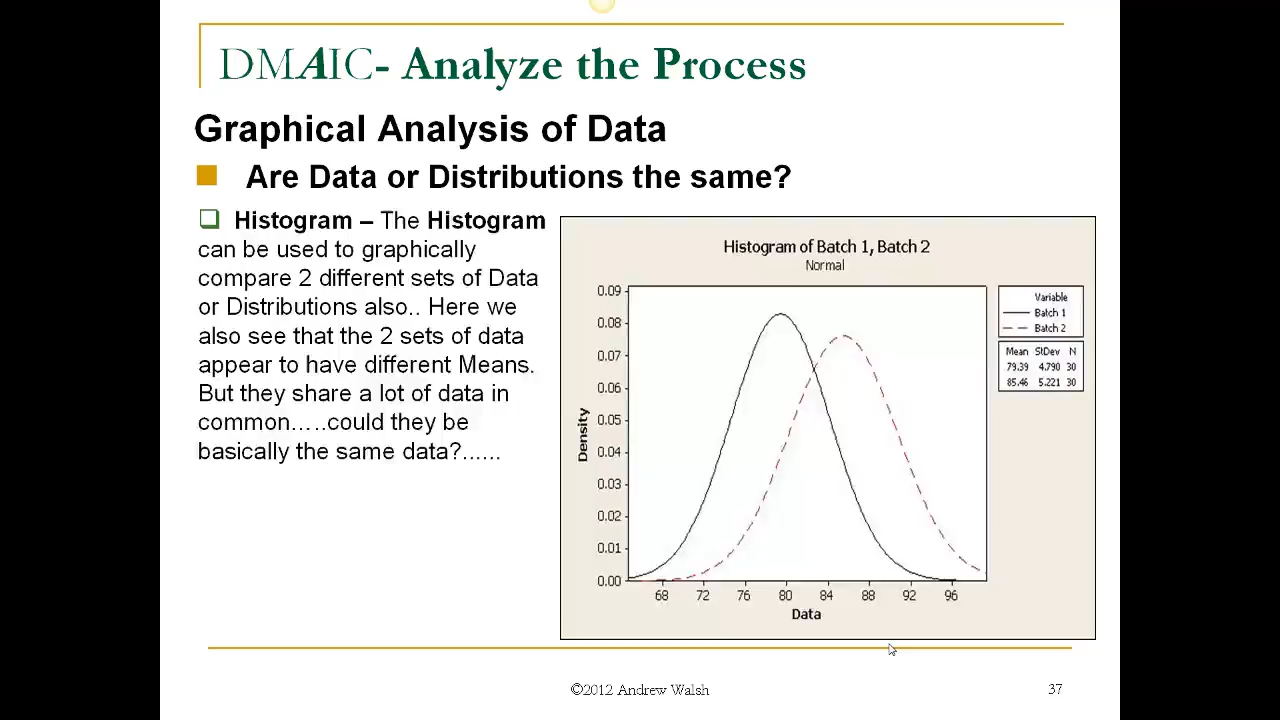 DMAIC- Analyze the Process
Graphical Analysis of Data
Are Data or Distributions the same?
Histogram – The Histogram
can be used to graphically
compare 2 different sets of Data
or Distributions also.. Here we
also see that the 2 sets of data
appear to have different Means.
But they share a lot of data in
common…..could they be
basically the same data?......
Histogram of Batch 1, Batch 2
Normal
0.09
0.08
0.07
0.06
0.05
0.04
0.03
0.02
0.01
0.00
Density
68 72 76 80 84 88 92 96
Data
Variable
Batch 1
Batch 2
Mean StDev N
79.39 4.790 30
85.46 5.221 30
©2012 Andrew Walsh
37